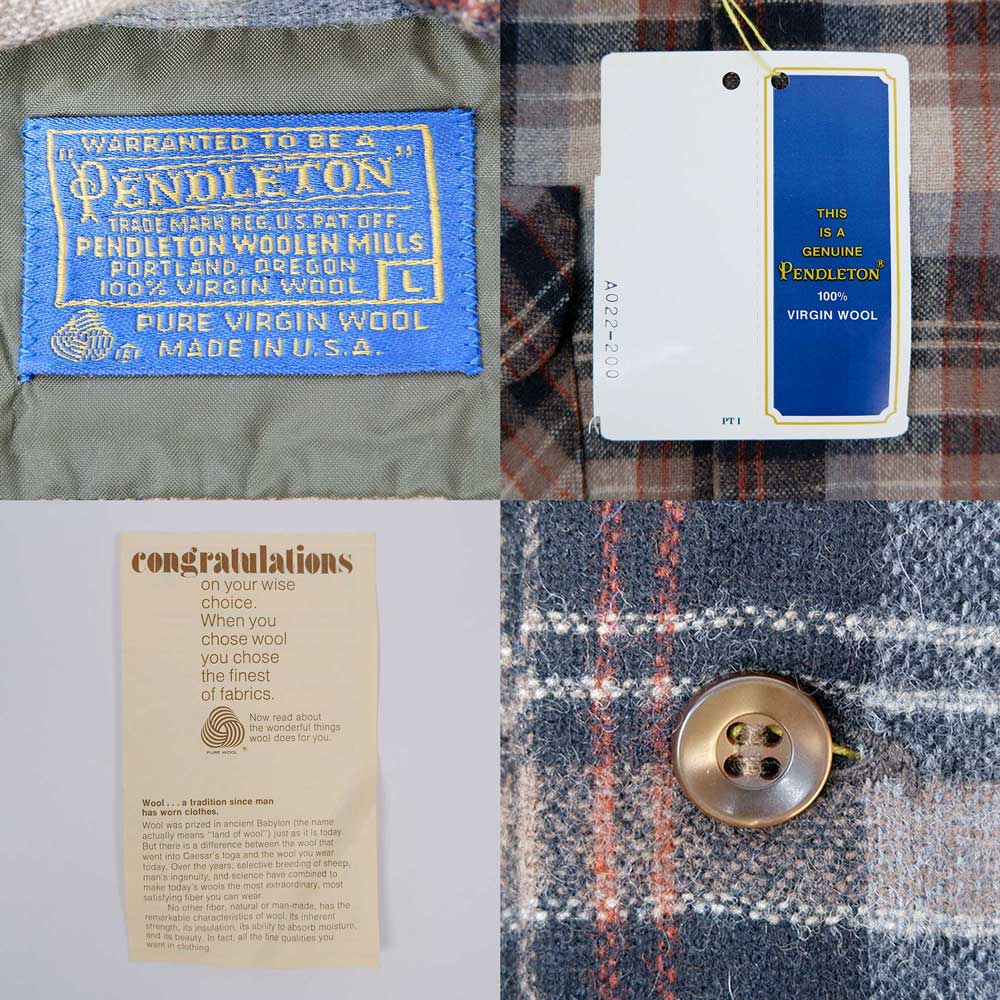 WARRANTED TO BE A
"PENDLETON"
TRADE MARK REG. U.S. PAT. OFF
PENDLETON WOOLEN MILLS
PORTLAND, OREGON
100% VIRGIN WOOL
L
PURE VIRGIN WOOL
MADE IN U.S.A.
THIS
IS A
GENUINE
PENDLETON®
100%
VIRGIN WOOL
A022-200
PT 1
congratulations
on your wise
choice.
When you
chose wool
you chose
the finest
of fabrics.
PURE WOOL ®
Now read about
the wonderful things
wool does for you.
Wool . . . a tradition since man
has worn clothes.
Wool was prized in ancient Babylon (the name
actually means "land of wool") just as it is today.
But there is a difference between the wool that
went into Caesar's toga and the wool you wear
today. Over the years, selective breeding of sheep,
man's ingenuity, and science have combined to
make today's wools the most extraordinary, most
satisfying fiber you can wear.
No other fiber, natural or man-made, has the
remarkable characteristics of wool, its inherent
strength, its insulation, its ability to absorb moisture,
and its beauty. In fact, all the fine qualities you
want in clothing.